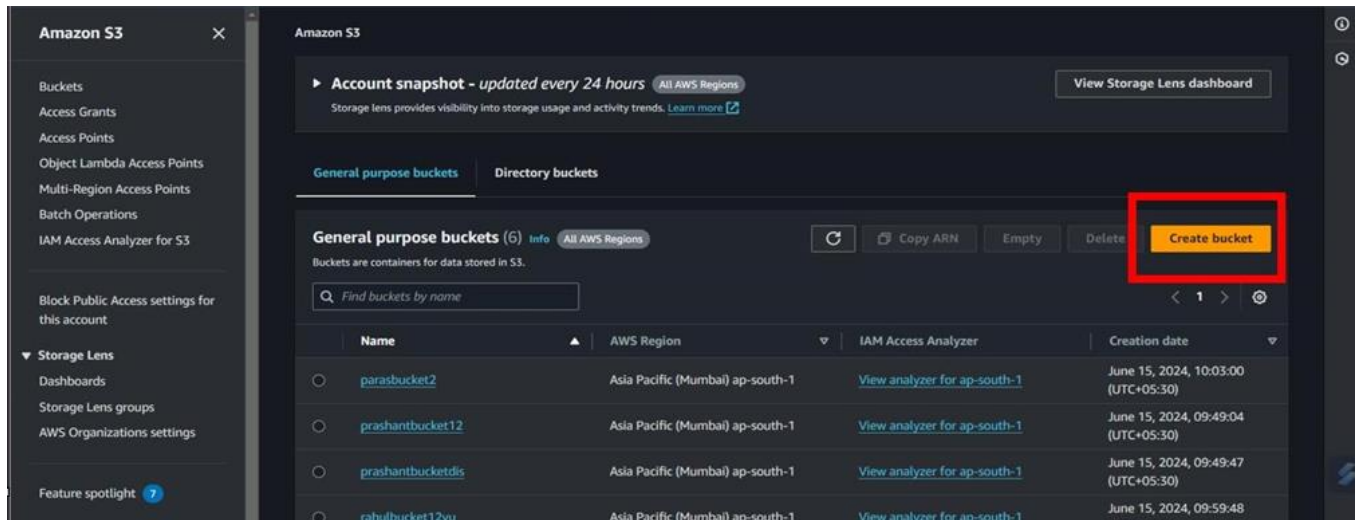 Amazon S3
Buckets
Access Grants
Access Points
Object Lambda Access Points
Multi-Region Access Points
Batch Operations
IAM Access Analyzer for S3
Block Public Access settings for
this account
Storage Lens
Dashboards
Storage Lens groups
AWS Organizations settings
Feature spotlight 7
Amazon S3
Account snapshot - updated every 24 hours All AWS Regions
Storage lens provides visibility into storage usage and activity trends. Learn more
View Storage Lens dashboard
General purpose buckets Directory buckets
General purpose buckets (6) Info All AWS Regions
Buckets are containers for data stored in S3.
Copy ARN Empty Delete Create bucket
Find buckets by name
1
Name AWS Region IAM Access Analyzer Creation date
parasbucket2 Asia Pacific (Mumbai) ap-south-1 View analyzer for ap-south-1 June 15, 2024, 10:03:00
(UTC+05:30)
prashantbucket12 Asia Pacific (Mumbai) ap-south-1 View analyzer for ap-south-1 June 15, 2024, 09:49:04
(UTC+05:30)
prashantbucketdis Asia Pacific (Mumbai) ap-south-1 View analyzer for ap-south-1 June 15, 2024, 09:49:47
(UTC+05:30)
rahulbucket12vu Asia Pacific (Mumbai) ap-south-1 View analyzer for ap-south-1 June 15, 2024, 09:59:48